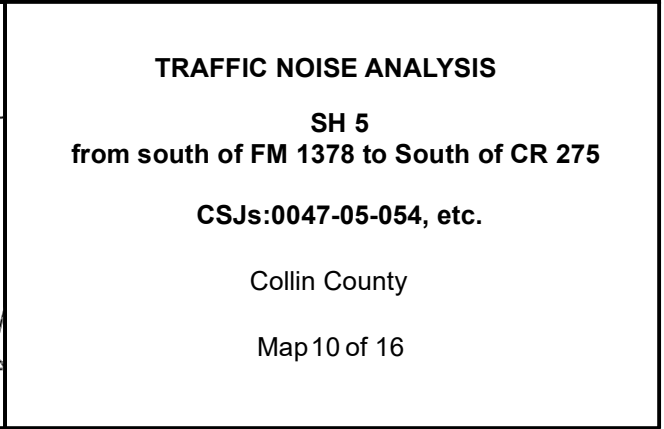 TRAFFIC NOISE ANALYSIS
SH 5
from south of FM 1378 to South of CR 275
CSJs:0047-05-054, etc.
Collin County
Map 10 of 16